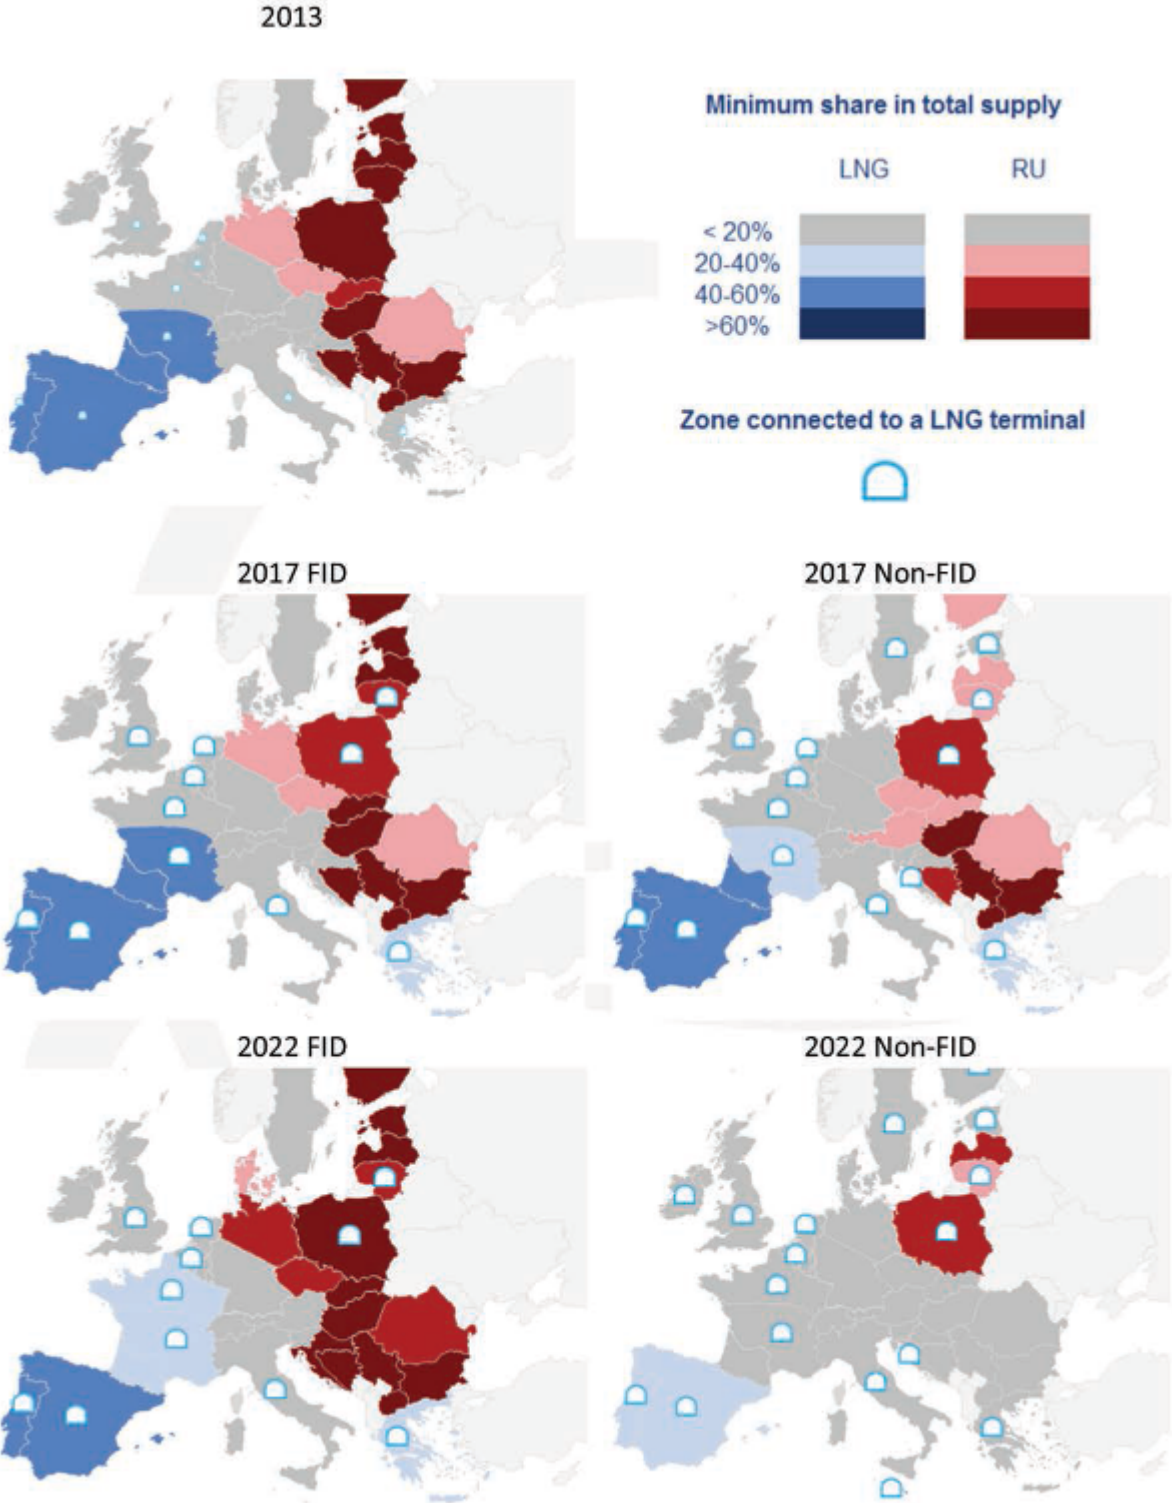 2013
Minimum share in total supply
LNG RU
< 20%
20-40%
40-60%
>60%
Zone connected to a LNG terminal
2017 FID 2017 Non-FID
2022 FID 2022 Non-FID